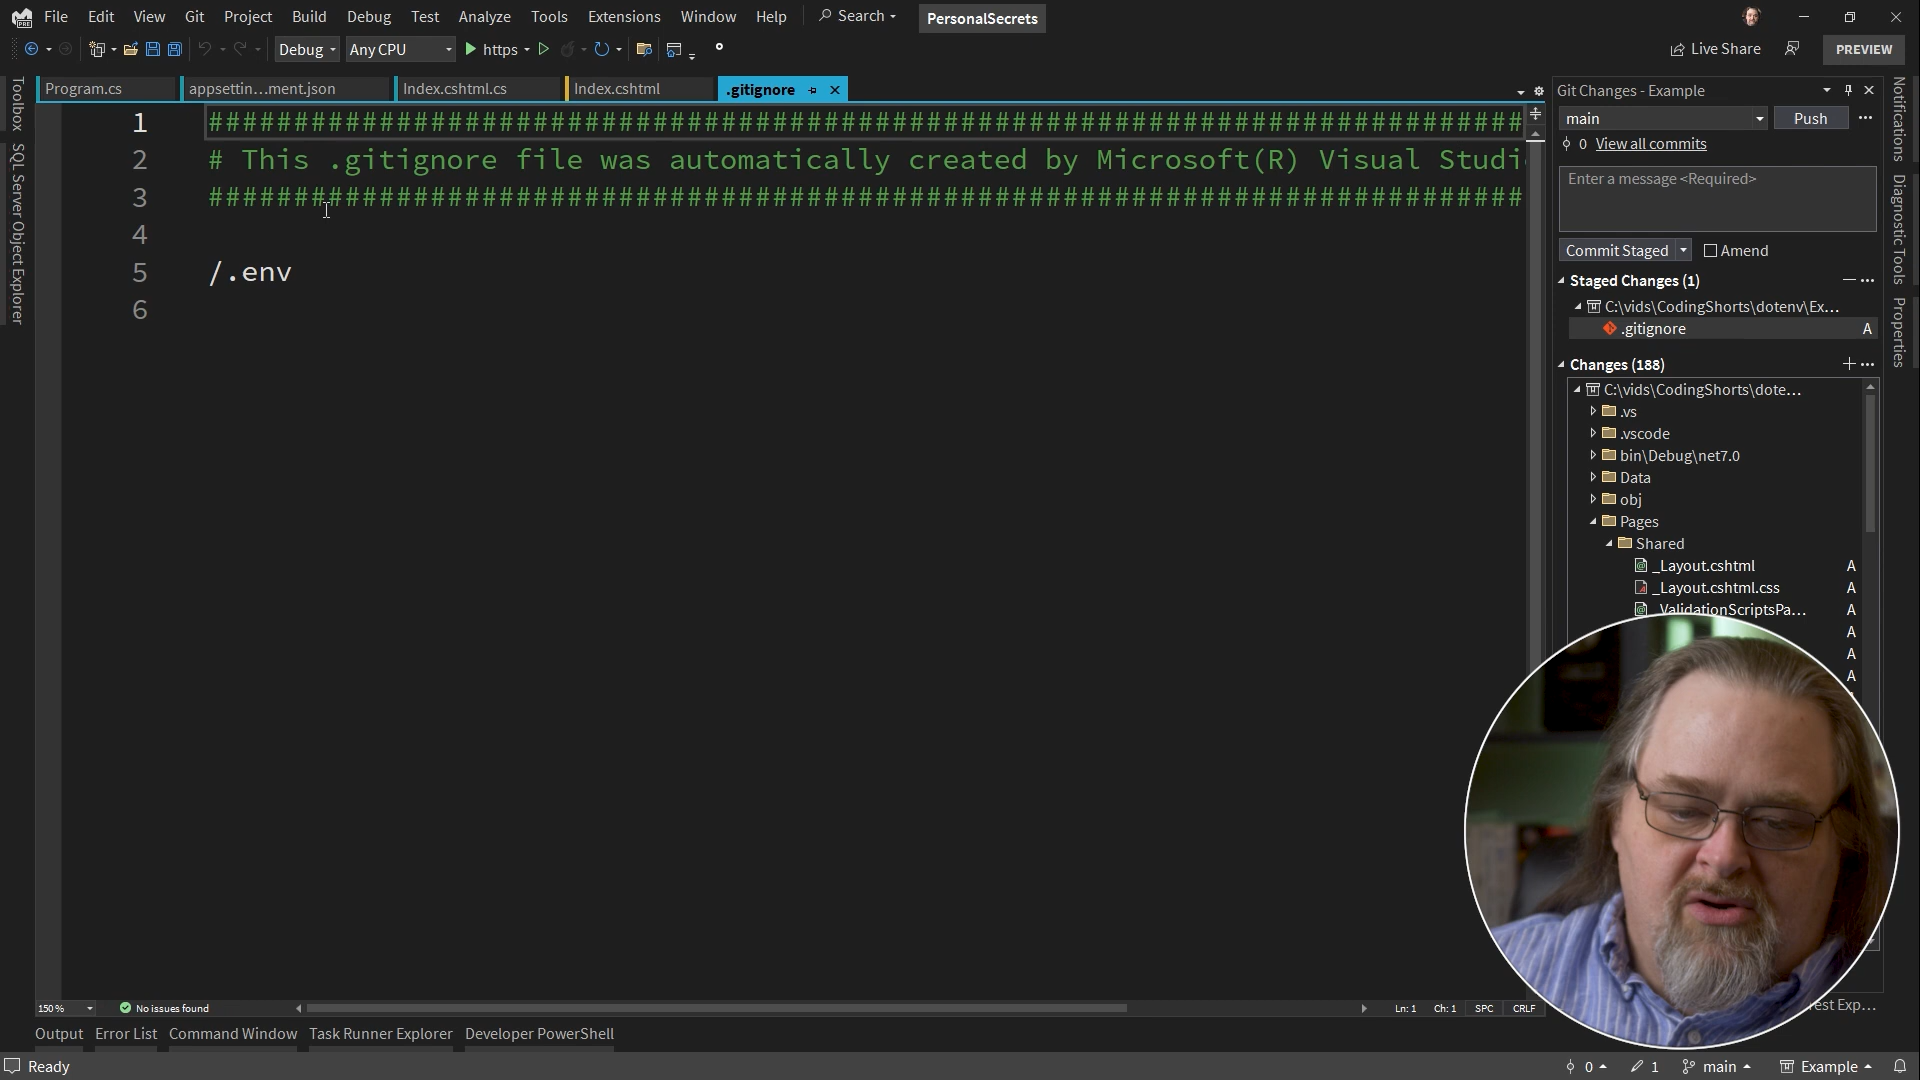 File Edit View Git Project Build Debug Test Analyze Tools Extensions Window Help Search PersonalSecrets
Debug Any CPU https Live Share PREVIEW
Program.cs appsettin...ment.json Index.cshtml.cs Index.cshtml .gitignore
Toolbox
SQL Server Object Explorer
1 ##############################################################################
2 # This .gitignore file was automatically created by Microsoft(R) Visual Studi
3 ##############################################################################
4
5 /.env
6
Git Changes - Example
main Push
0 View all commits
Enter a message <Required>
Commit Staged Amend
Staged Changes (1)
C:\vids\CodingShorts\dotenv\Ex...
.gitignore A
Changes (188)
C:\vids\CodingShorts\dote...
.vs
.vscode
bin\Debug\net7.0
Data
obj
Pages
Shared
_Layout.cshtml A
_Layout.cshtml.css A
_ValidationScriptsPa... A
A
A
A
Notifications
Diagnostic Tools
Properties
150 % No issues found Ln: 1 Ch: 1 SPC CRLF
Output Error List Command Window Task Runner Explorer Developer PowerShell
Ready 0 1 main Example